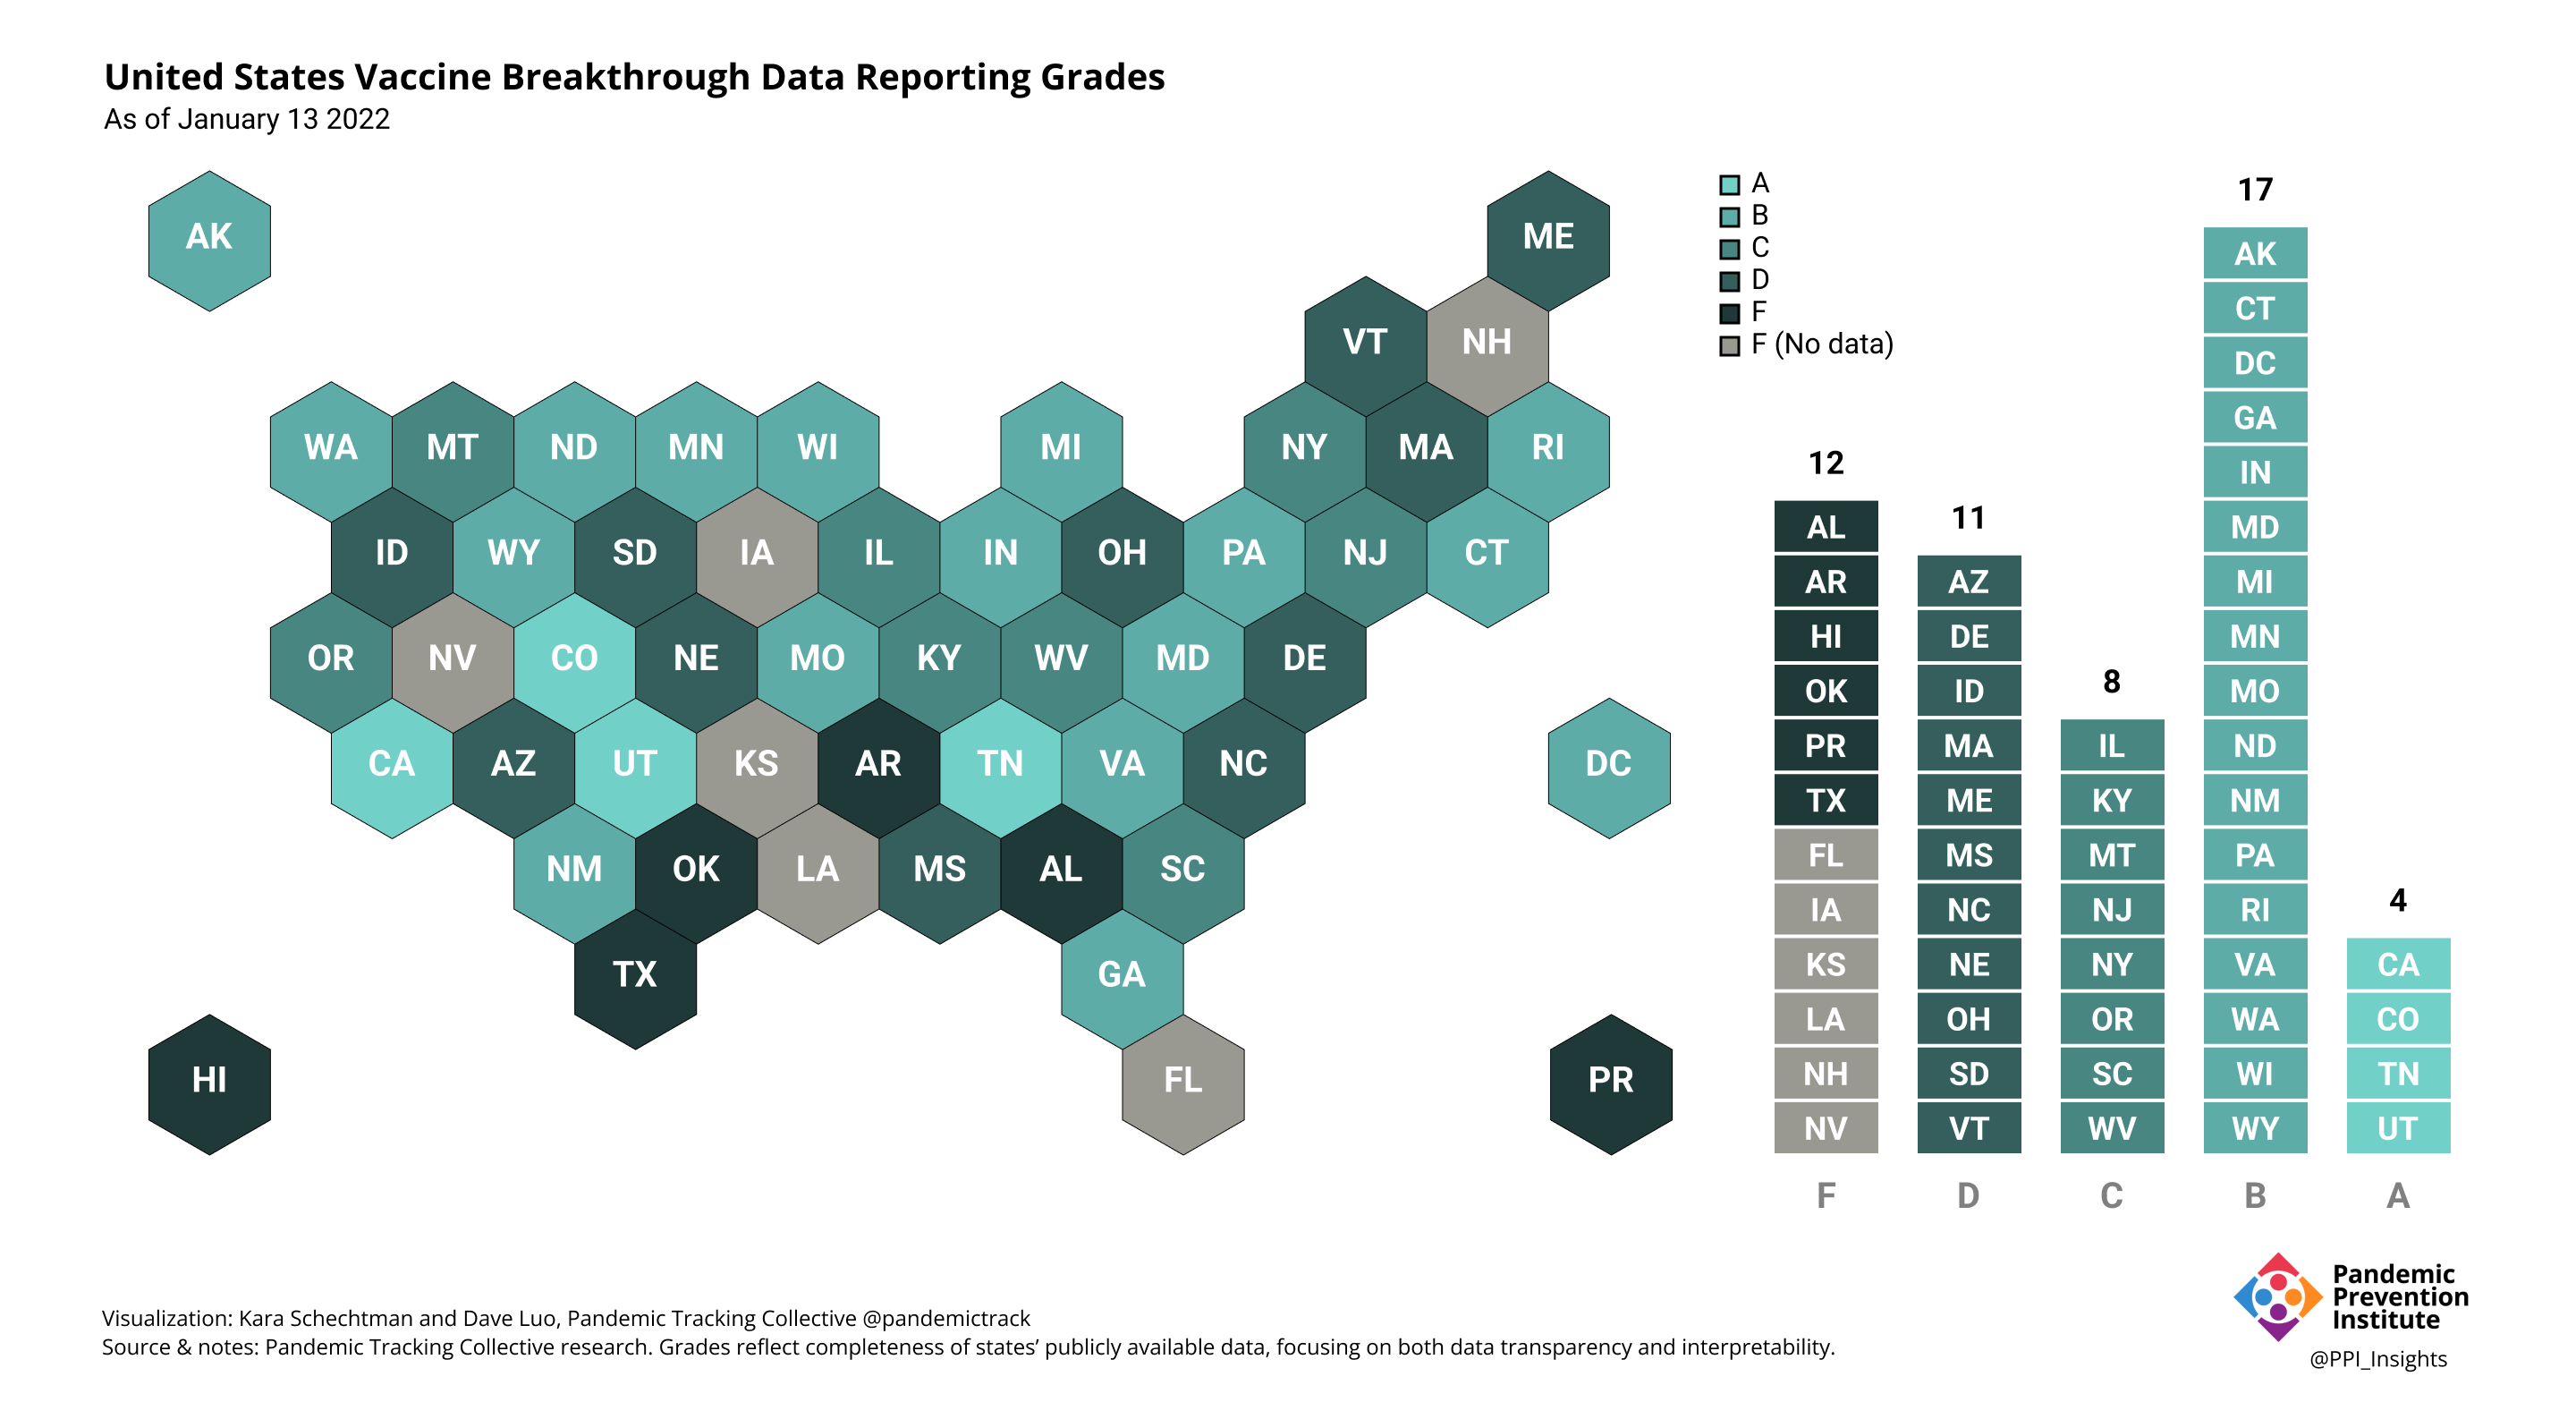 United States Vaccine Breakthrough Data Reporting Grades
As of January 13 2022
AK
ME
VT
NH
WA
MT
ND
MN
WI
MI
NY
MA
RI
ID
WY
SD
IA
IL
IN
OH
PA
NJ
CT
OR
NV
CO
NE
MO
KY
WV
MD
DE
CA
AZ
UT
KS
AR
TN
VA
NC
DC
NM
OK
LA
MS
AL
SC
TX
GA
HI
FL
PR
A
B
C
D
F
F (No data)
12
AL
AR
HI
OK
PR
TX
FL
IA
KS
LA
NH
NV
F
11
AZ
DE
ID
MA
ME
MS
NC
NE
OH
SD
VT
D
8
IL
KY
MT
NJ
NY
OR
SC
WV
C
17
AK
CT
DC
GA
IN
MD
MI
MN
MO
ND
NM
PA
RI
VA
WA
WI
WY
B
4
CA
CO
TN
UT
A
Visualization: Kara Schechtman and Dave Luo, Pandemic Tracking Collective @pandemictrack
Source & notes: Pandemic Tracking Collective research. Grades reflect completeness of states’ publicly available data, focusing on both data transparency and interpretability.
Pandemic
Prevention
Institute
@PPI_Insights